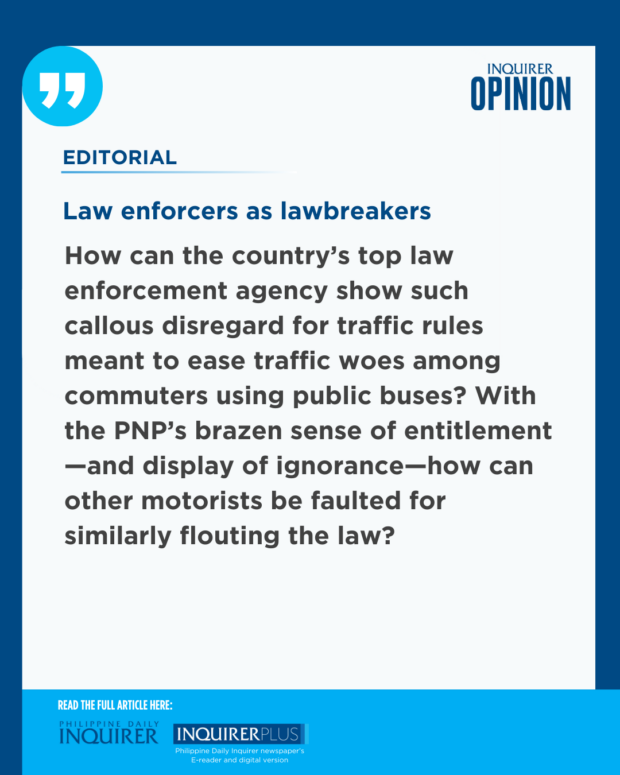 INQUIRER
OPINION
EDITORIAL
Law enforcers as lawbreakers
How can the country’s top law
enforcement agency show such
callous disregard for traffic rules
meant to ease traffic woes among
commuters using public buses? With
the PNP’s brazen sense of entitlement
—and display of ignorance—how can
other motorists be faulted for
similarly flouting the law?
READ THE FULL ARTICLE HERE:
PHILIPPINE DAILY
INQUIRER
INQUIRERPLUS
Philippine Daily Inquirer newspaper's
E-reader and digital version